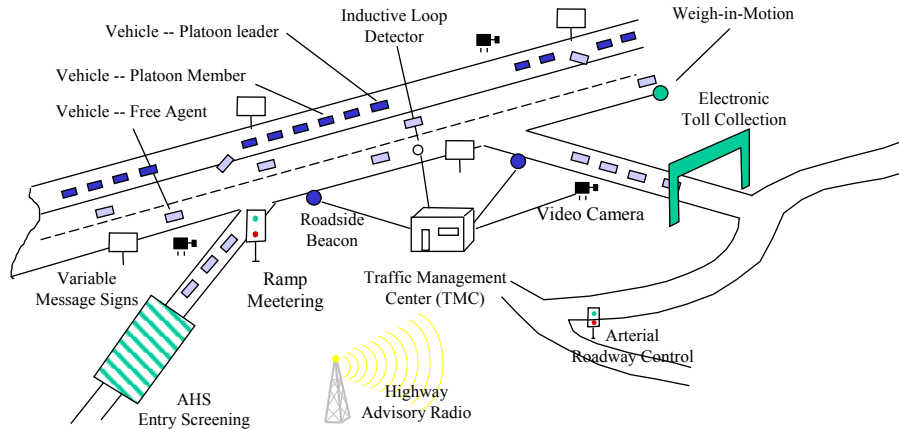 Vehicle -- Platoon leader
Inductive Loop
Detector
Weigh-in-Motion
Vehicle -- Platoon Member
Vehicle -- Free Agent
Electronic
Toll Collection
Roadside
Beacon
Video Camera
Variable
Message Signs
Ramp
Meetering
Traffic Management
Center (TMC)
Arterial
Roadway Control
AHS
Entry Screening
Highway
Advisory Radio